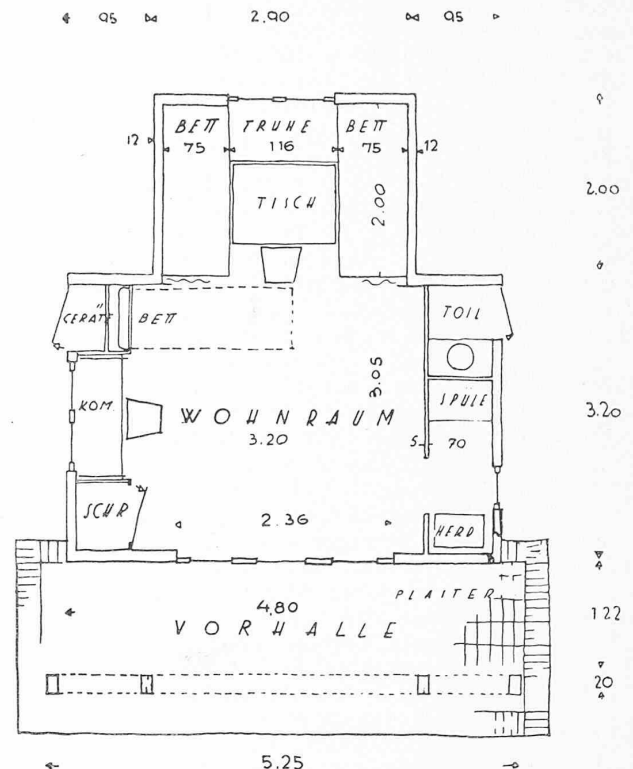 95 2.90 95
BETT TRUHE BETT
12 75 116 75 12
2.00
TISCH
2.00
GERÄTE BETT TOIL
3.05
KOM. SPÜLE
WOHNRAUM 3.20
3.20 5 70
SCHR 2.36 HERD
PLATTEN
4,80 122
VORHALLE
20
5.25